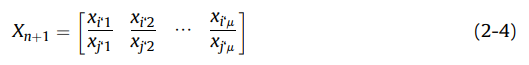 X_{n+1} = [ x_{i'1}/x_{j'1} x_{i'2}/x_{j'2} ⋯ x_{i'μ}/x_{j'μ} ] (2-4)